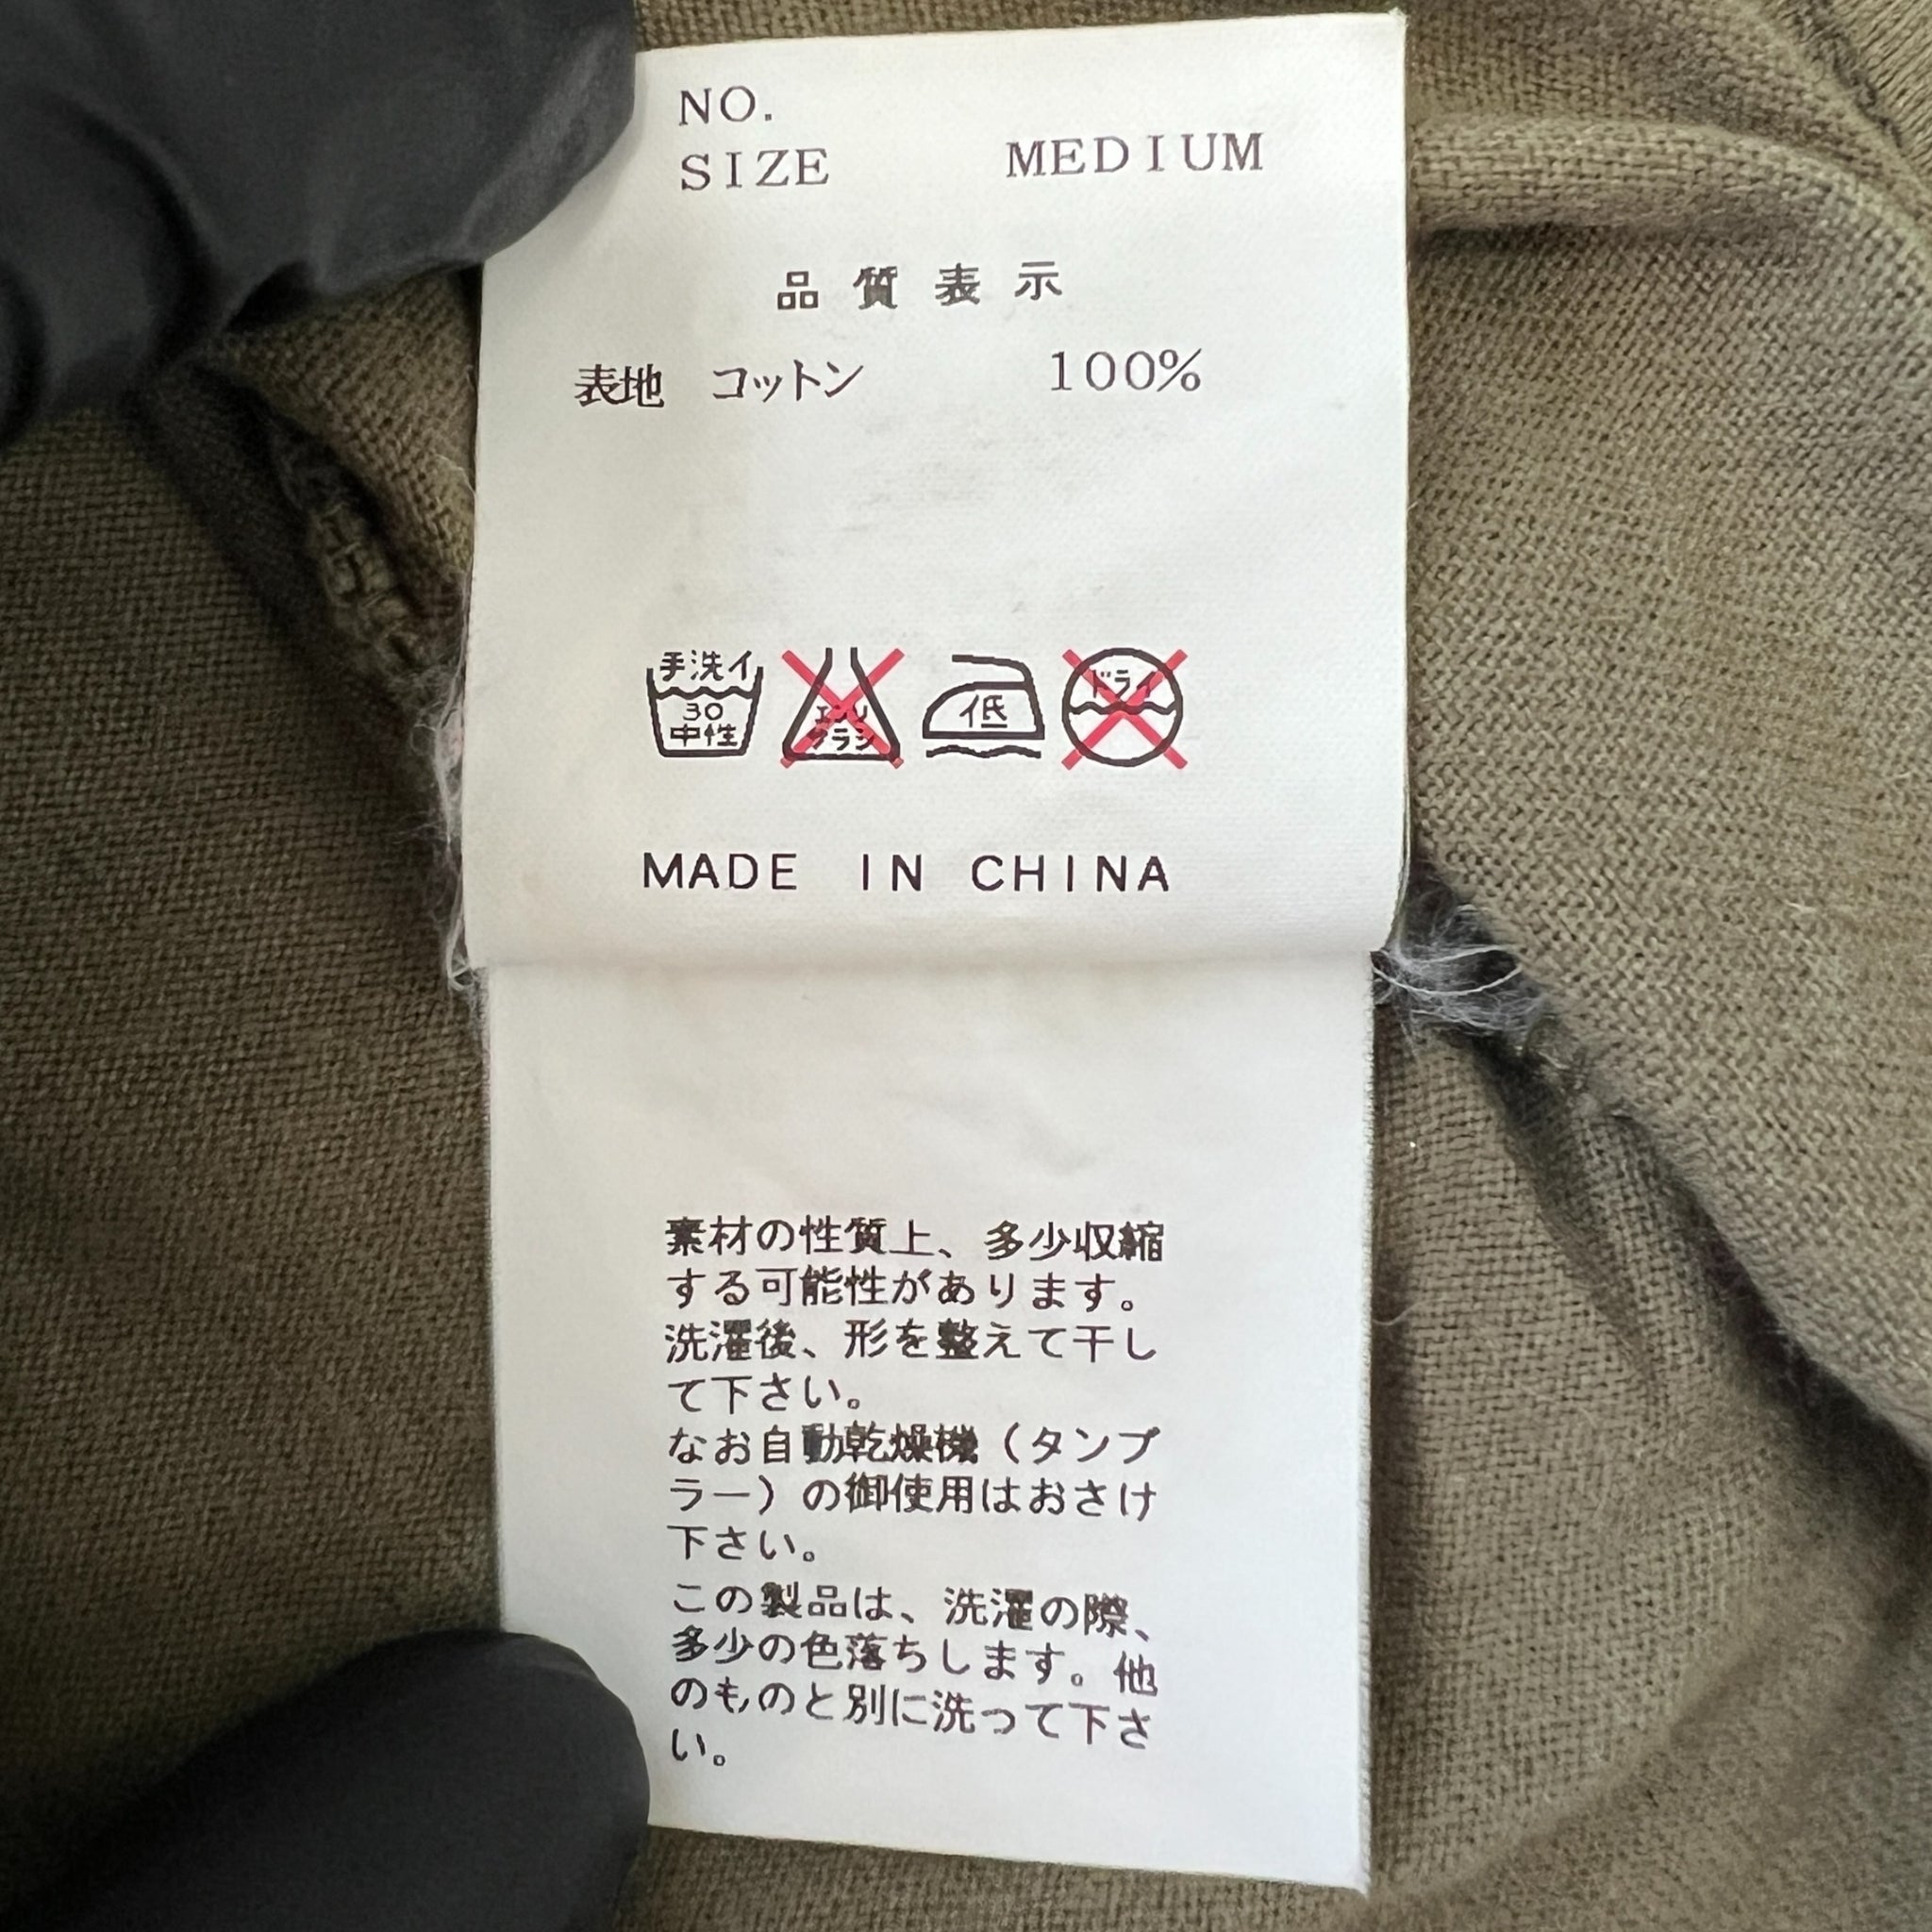 NO.
SIZE MEDIUM
品質表示
表地 コットン 100%
手洗イ
30
中性
エンソ
サラシ
低
ドライ
MADE IN CHINA
素材の性質上、多少収縮
する可能性があります。
洗濯後、形を整えて干し
て下さい。
なお自動乾燥機（タンブ
ラー）の御使用はおさけ
下さい。
この製品は、洗濯の際、
多少の色落ちします。他
のものと別に洗って下さ
い。